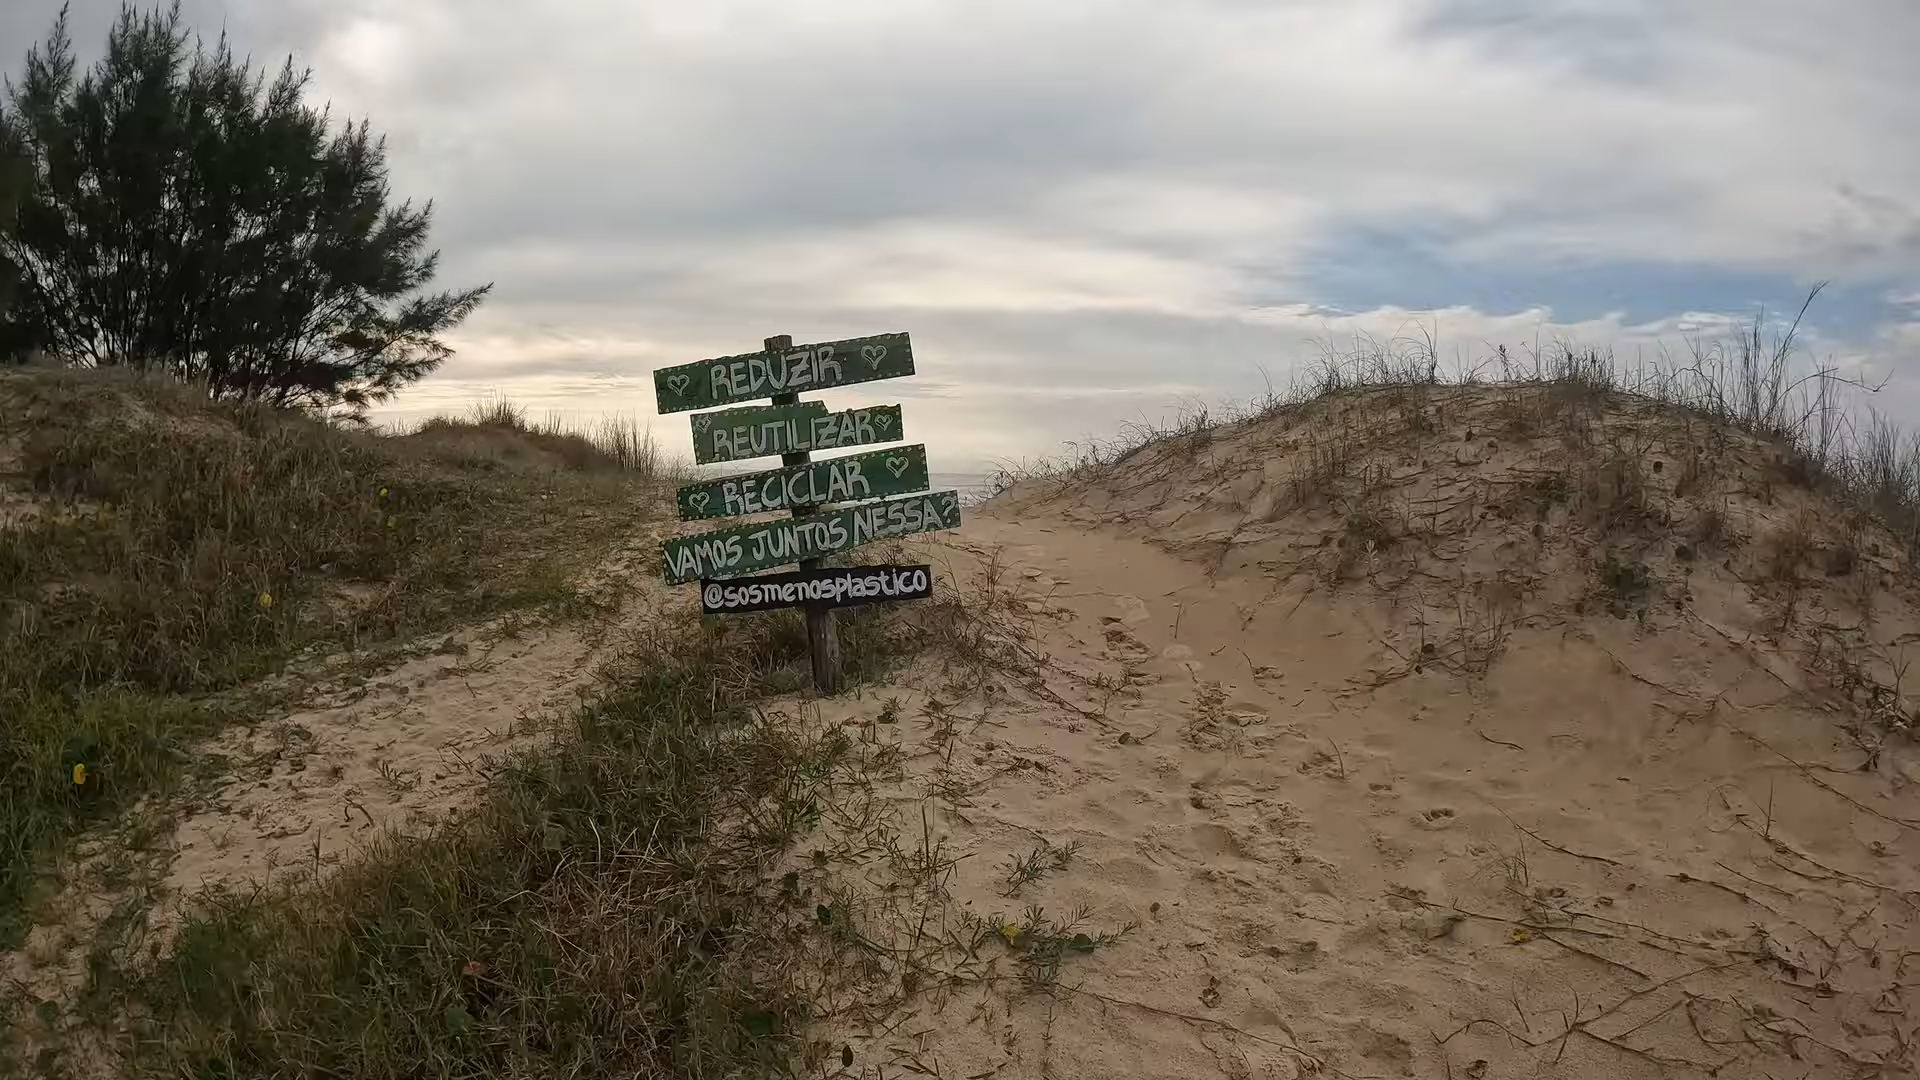 REDUZIR
REUTILIZAR
RECICLAR
VAMOS JUNTOS NESSA?
@sosmenosplastico